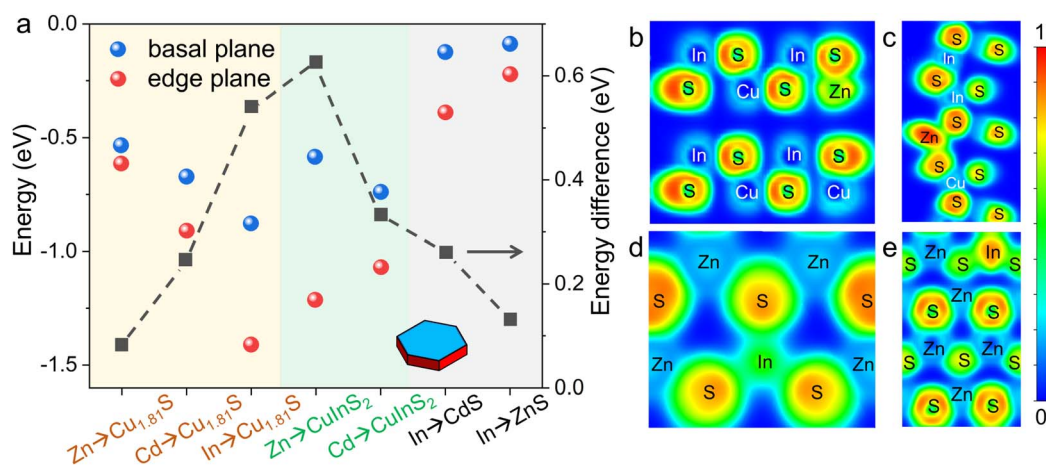 a
0.0
-0.5
-1.0
-1.5
Energy (eV)
basal plane
edge plane
0.6
0.4
0.2
0.0
Energy difference (eV)
Zn→Cu₁.₈₁S
Cd→Cu₁.₈₁S
In→Cu₁.₈₁S
Zn→CuInS₂
Cd→CuInS₂
In→CdS
In→ZnS
b
In S In S
S Cu S Zn
In S In S
S Cu S Cu
c
S
S
In
S
S
In
S
S
Zn
S
S
Cu
S
S
d
Zn Zn
S S S
Zn In Zn
S S
e
Zn In
S S S
Zn
S S
Zn Zn
S S S
Zn
S S
1
0